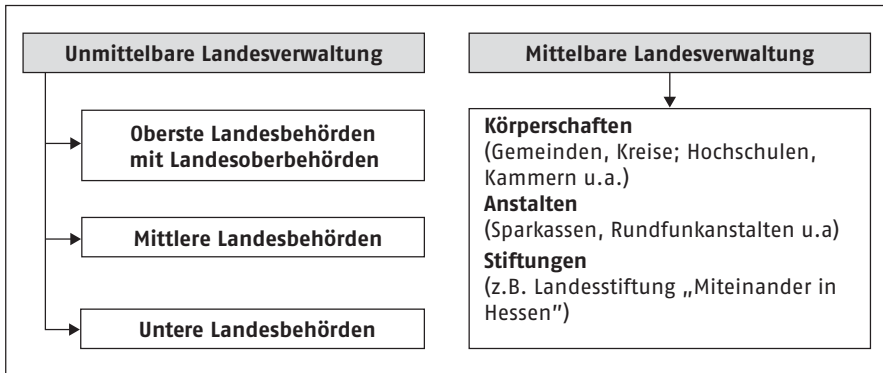 Unmittelbare Landesverwaltung
Oberste Landesbehörden
mit Landesoberbehörden
Mittlere Landesbehörden
Untere Landesbehörden
Mittelbare Landesverwaltung
Körperschaften
(Gemeinden, Kreise; Hochschulen,
Kammern u.a.)
Anstalten
(Sparkassen, Rundfunkanstalten u.a)
Stiftungen
(z.B. Landesstiftung „Miteinander in
Hessen”)